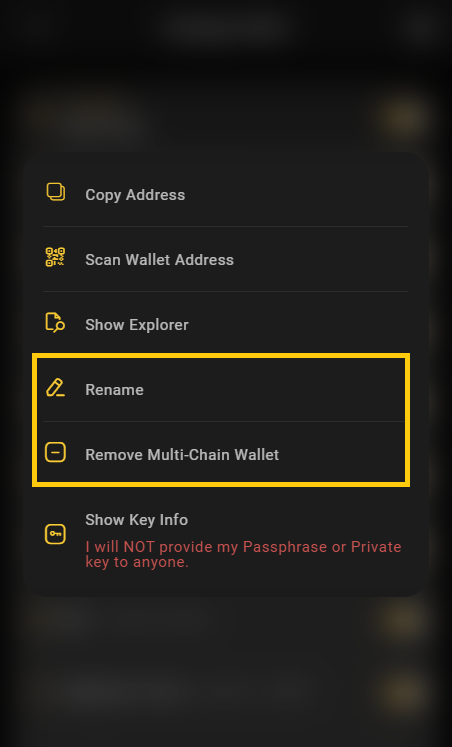 Copy Address
Scan Wallet Address
Show Explorer
Rename
Remove Multi-Chain Wallet
Show Key Info
I will NOT provide my Passphrase or Private
key to anyone.